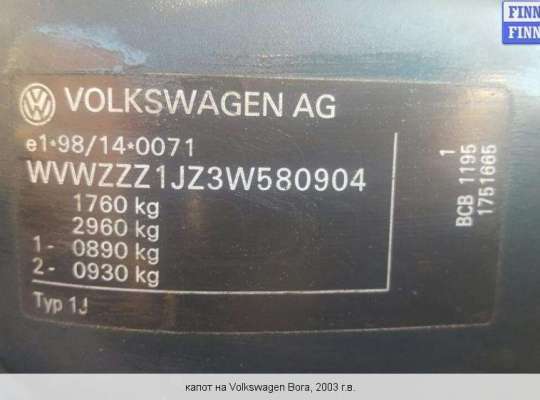 FINN
FINN
VOLKSWAGEN AG
e1*98/14*0071
WVWZZZ1JZ3W580904
1760 kg
2960 kg
1- 0890 kg
2- 0930 kg
Typ 1J
1
BCB 1195
1751665
капот на Volkswagen Bora, 2003 г.в.